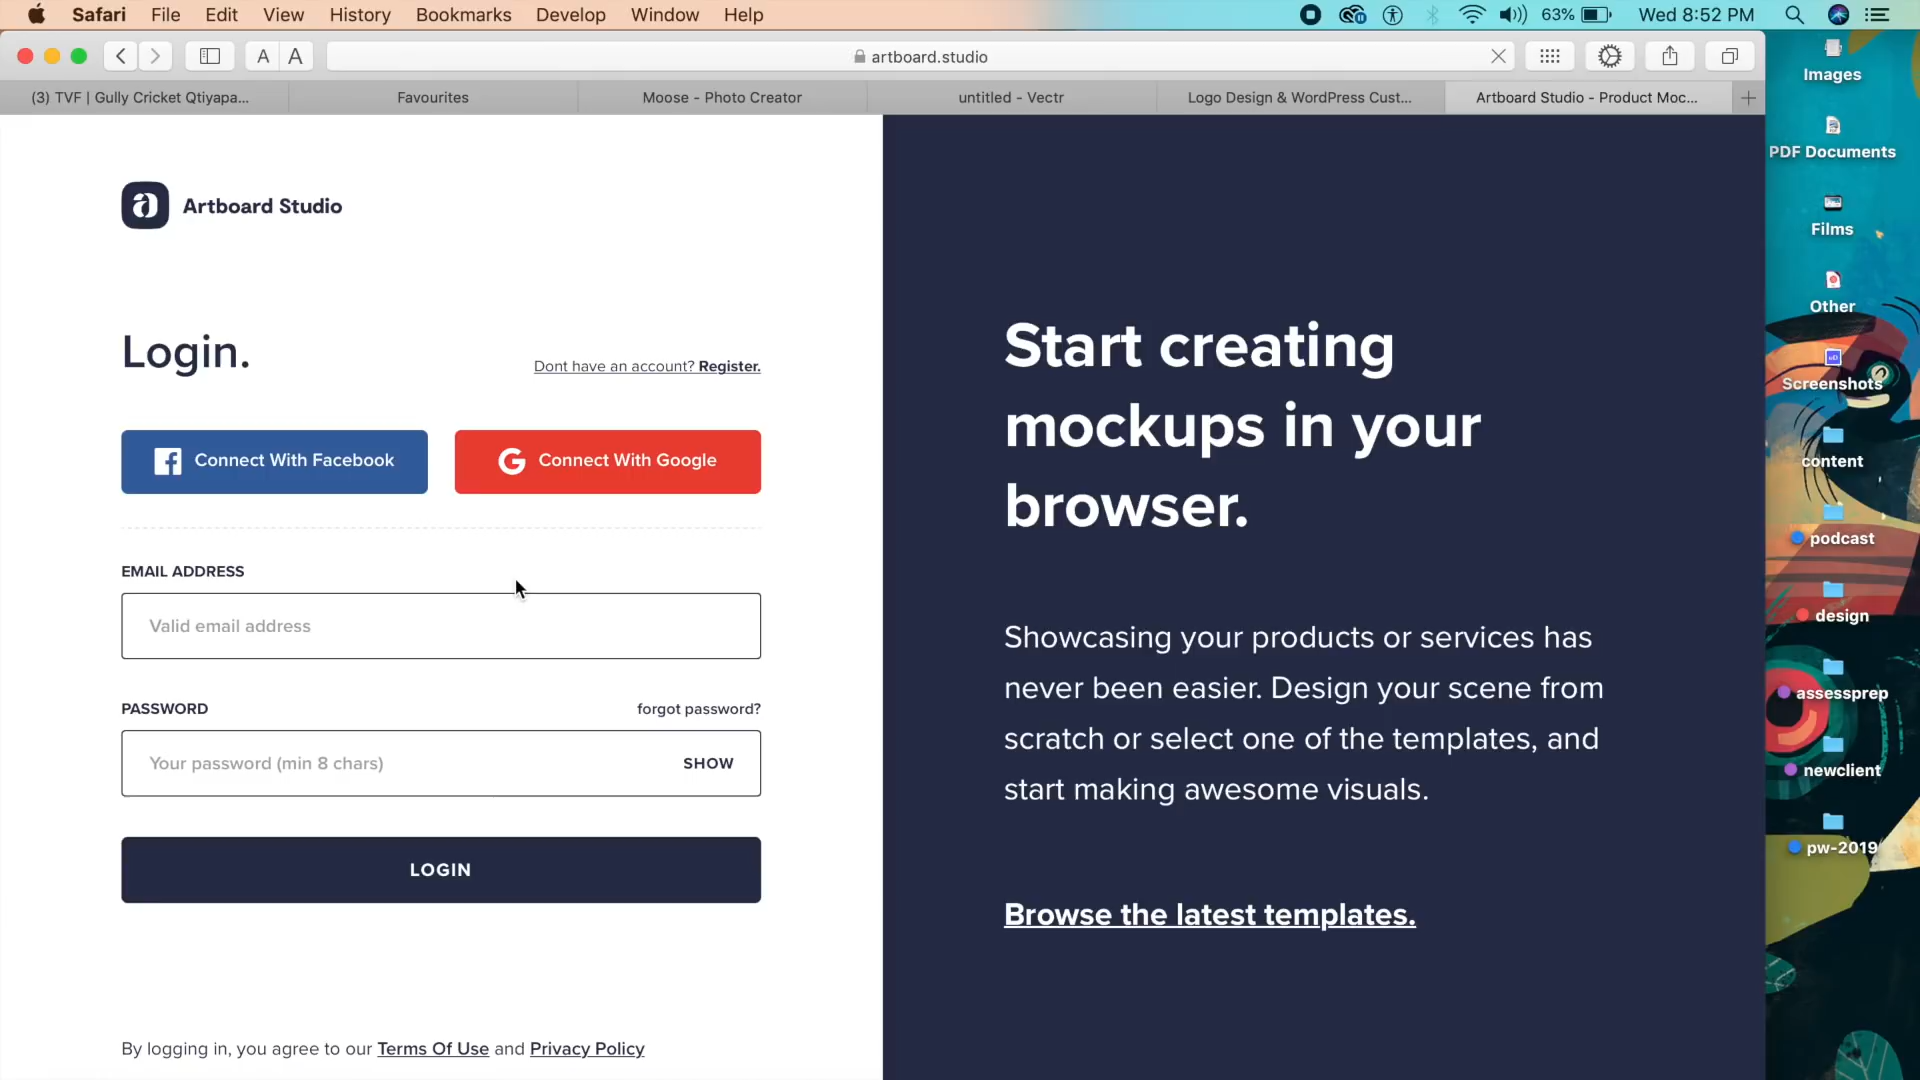 Safari File Edit View History Bookmarks Develop Window Help
63% Wed 8:52 PM
A A
artboard.studio
(3) TVF | Gully Cricket Qtiyapa...
Favourites
Moose - Photo Creator
untitled - Vectr
Logo Design & WordPress Cust...
Artboard Studio - Product Moc...
Artboard Studio
Login.
Dont have an account? Register.
Connect With Facebook
Connect With Google
EMAIL ADDRESS
Valid email address
PASSWORD
forgot password?
Your password (min 8 chars)
SHOW
LOGIN
By logging in, you agree to our Terms Of Use and Privacy Policy
Start creating
mockups in your
browser.
Showcasing your products or services has
never been easier. Design your scene from
scratch or select one of the templates, and
start making awesome visuals.
Browse the latest templates.
Images
PDF Documents
Films
Other
Screenshots
content
podcast
design
assessprep
newclient
pw-2019